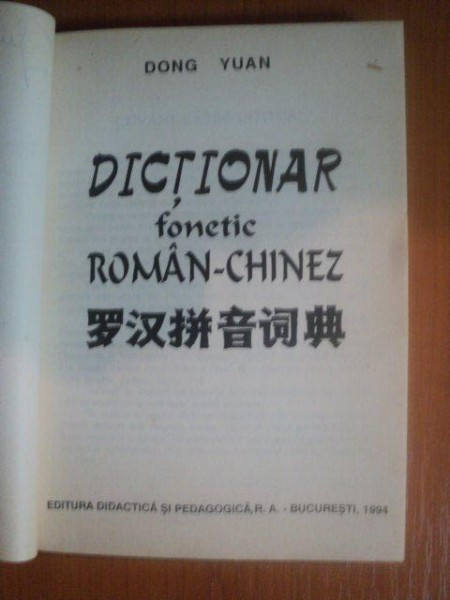 DONG YUAN
DICȚIONAR
fonetic
ROMÂN-CHINEZ
罗汉拼音词典
EDITURA DIDACTICĂ ȘI PEDAGOGICĂ, R. A. - BUCUREȘTI, 1994